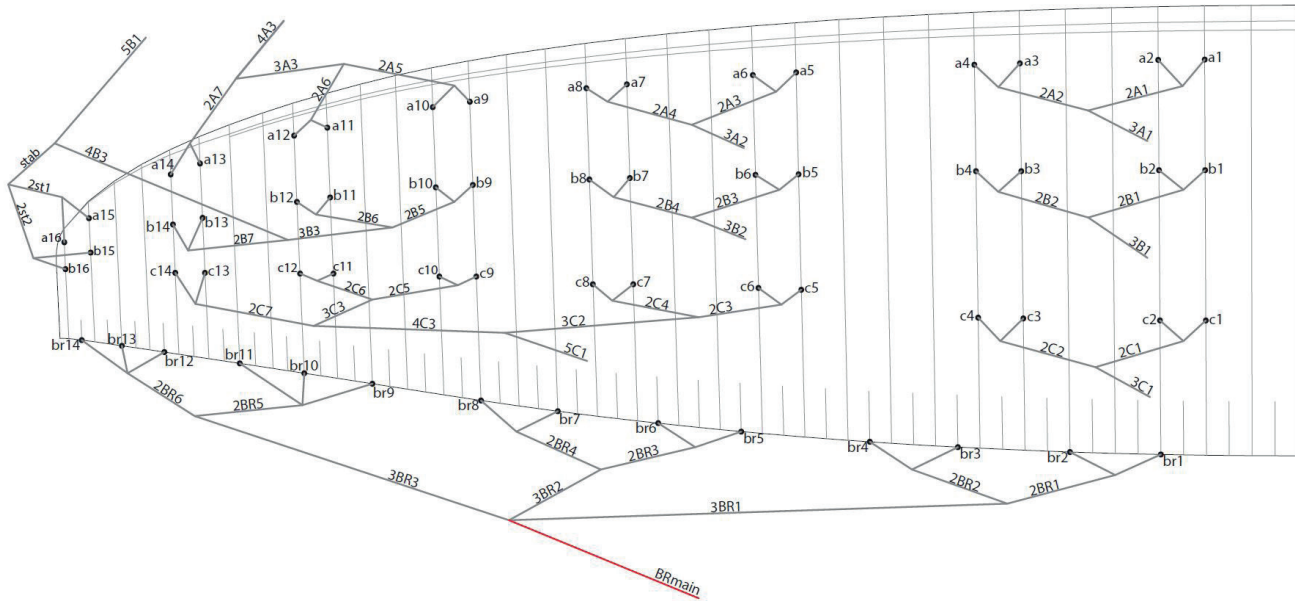 5B1
4A3
3A3
2A5
2A7
2A6
a10
a9
a12
a11
a14
a13
stab
4B3
2st1
2st2
a15
a16
b15
b16
b12
b11
b10
b9
b14
b13
2B7
3B3
2B6
2B5
c14
c13
c12
c11
c10
c9
2C7
3C3
2C6
2C5
4C3
3C2
5C1
a8
a7
a6
a5
2A4
2A3
3A2
b8
b7
b6
b5
2B4
2B3
3B2
c8
c7
c6
c5
2C4
2C3
a4
a3
a2
a1
2A2
2A1
3A1
b4
b3
b2
b1
2B2
2B1
3B1
c4
c3
c2
c1
2C2
2C1
3C1
br14
br13
br12
br11
br10
br9
br8
br7
br6
br5
br4
br3
br2
br1
2BR6
2BR5
2BR4
2BR3
2BR2
2BR1
3BR3
3BR2
3BR1
BRmain